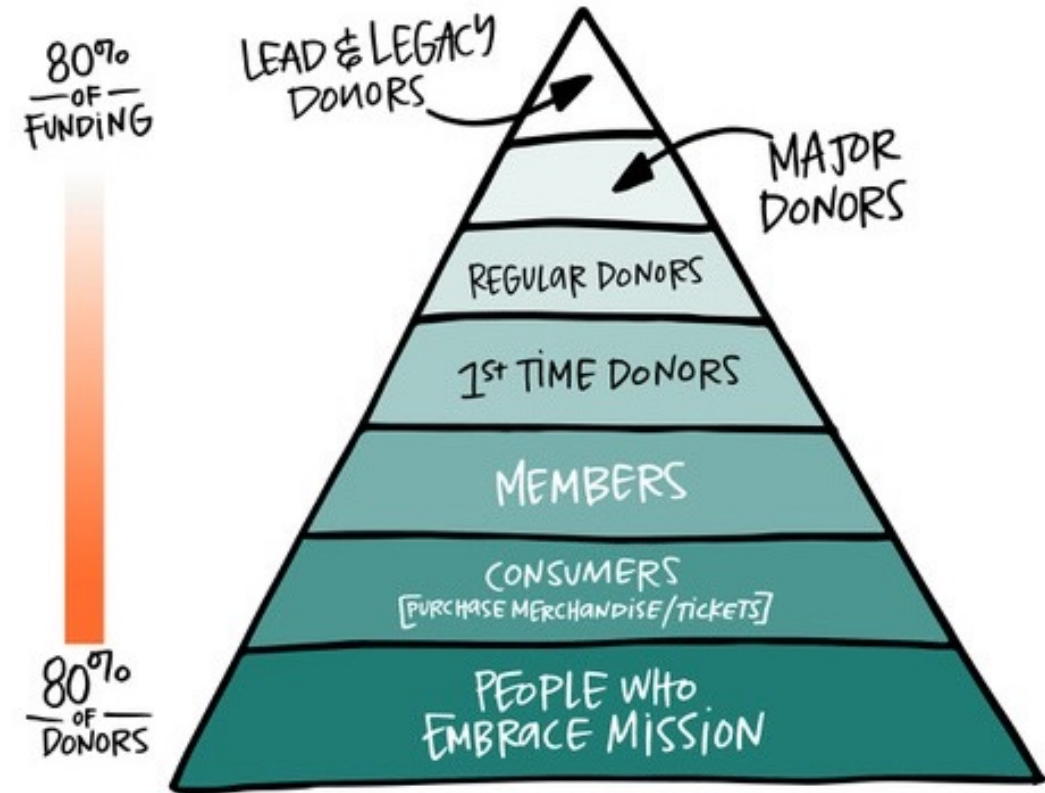 80%
OF
FUNDING
LEAD & LEGACY
DONORS
MAJOR
DONORS
REGULAR DONORS
1st TIME DONORS
MEMBERS
CONSUMERS
[PURCHASE MERCHANDISE/TICKETS]
PEOPLE WHO
EMBRACE MISSION
80%
OF
DONORS